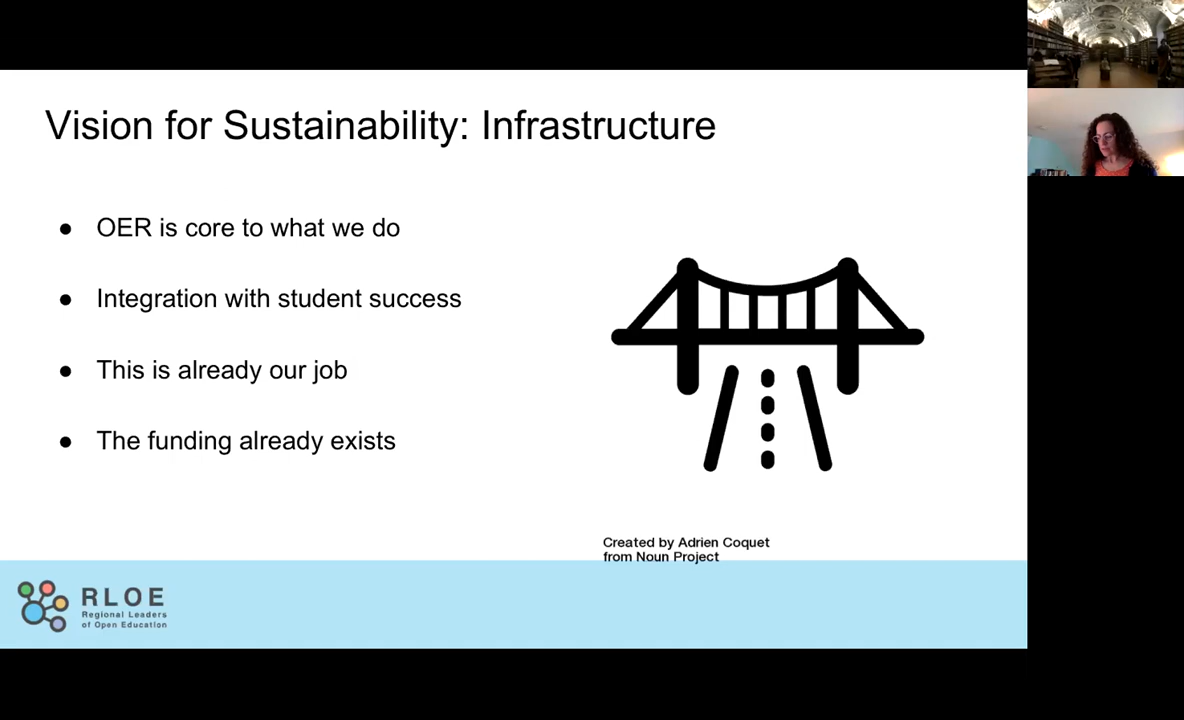 Vision for Sustainability: Infrastructure
● OER is core to what we do
● Integration with student success
● This is already our job
● The funding already exists
Created by Adrien Coquet
from Noun Project
RLOE
Regional Leaders
of Open Education